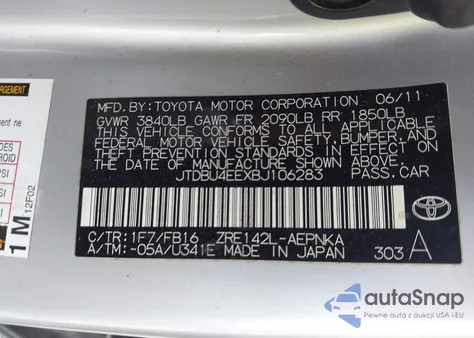 MFD.BY:TOYOTA MOTOR CORPORATION 06/11
GVWR 3840LB GAWR FR 2090LB RR 1850LB
THIS VEHICLE CONFORMS TO ALL APPLICABLE
FEDERAL MOTOR VEHICLE SAFETY,BUMPER,AND
THEFT PREVENTION STANDARDS IN EFFECT ON
THE DATE OF MANUFACTURE SHOWN ABOVE.
JTDBU4EEXBJ106283 PASS.CAR
C/TR:1F7/FB16 ZRE142L-AEPNKA
A/TM:-05A/U341E MADE IN JAPAN 303 A
TOYOTA
1M
12F02
autoSnap
Pewne auta z aukcji USA i EU